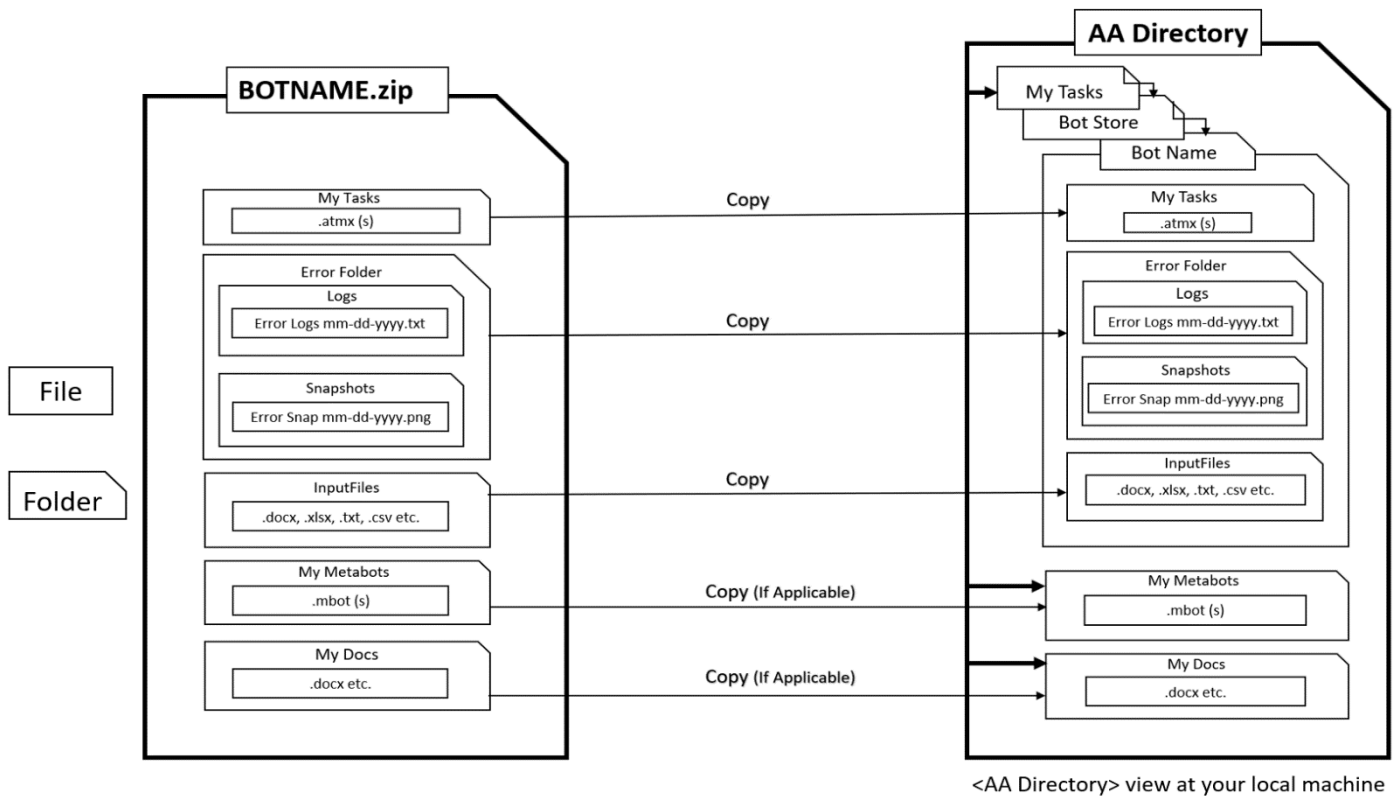 AA Directory
BOTNAME.zip
My Tasks
Bot Store
Bot Name
My Tasks
.atmx (s)
Copy
My Tasks
.atmx (s)
Error Folder
Logs
Error Logs mm-dd-yyyy.txt
Snapshots
Error Snap mm-dd-yyyy.png
Copy
Error Folder
Logs
Error Logs mm-dd-yyyy.txt
Snapshots
Error Snap mm-dd-yyyy.png
File
Folder
InputFiles
.docx, .xlsx, .txt, .csv etc.
Copy
InputFiles
.docx, .xlsx, .txt, .csv etc.
My Metabots
.mbot (s)
Copy (If Applicable)
My Metabots
.mbot (s)
My Docs
.docx etc.
Copy (If Applicable)
My Docs
.docx etc.
<AA Directory> view at your local machine